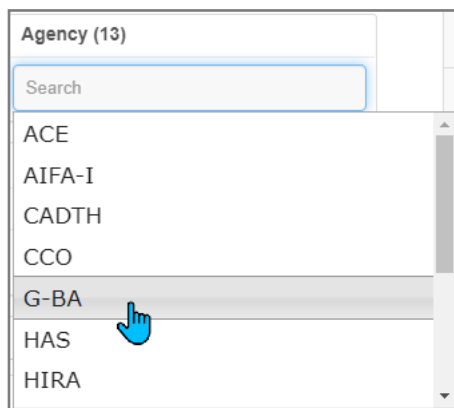 Agency (13)
Search
ACE
AIFA-I
CADTH
CCO
G-BA
HAS
HIRA